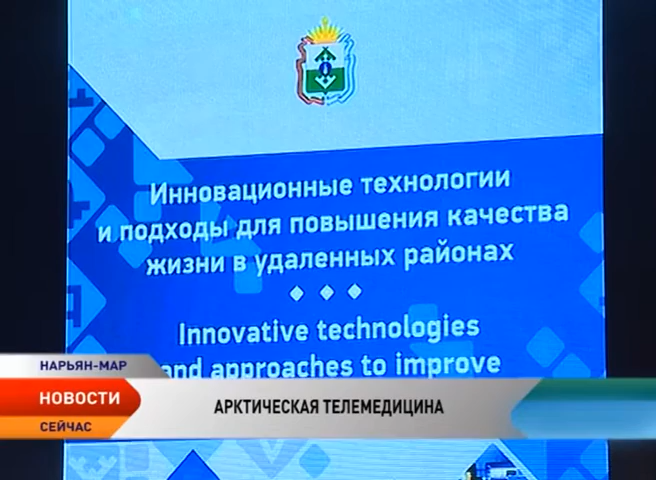 Инновационные технологии
и подходы для повышения качества
жизни в удаленных районах
Innovative technologies
and approaches to improve
НАРЬЯН-МАР
НОВОСТИ
СЕЙЧАС
АРКТИЧЕСКАЯ ТЕЛЕМЕДИЦИНА